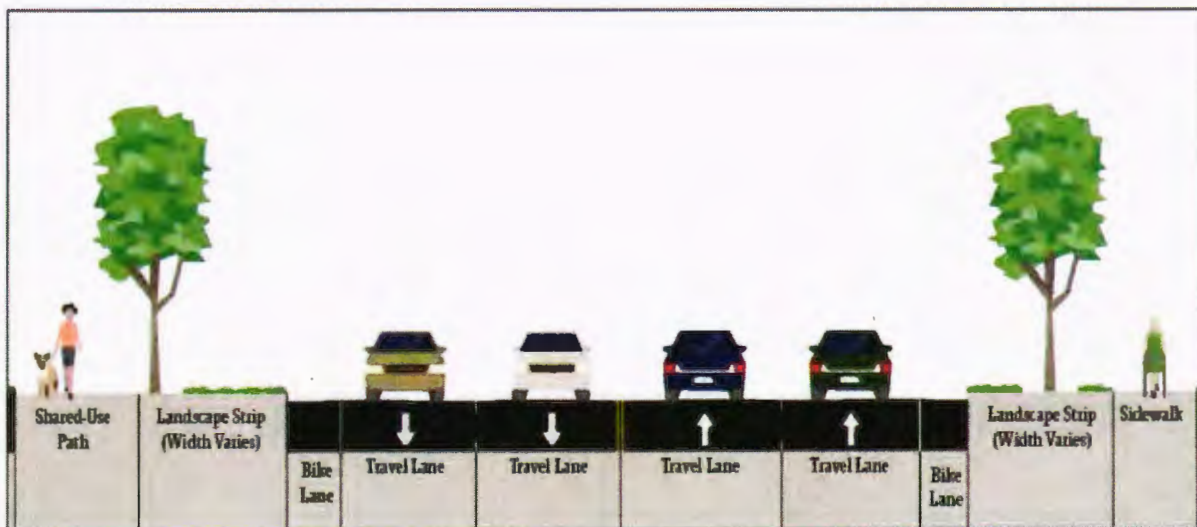 Shared-Use
Path
Landscape Strip
(Width Varies)
Bike
Lane
Travel Lane
Travel Lane
Travel Lane
Travel Lane
Bike
Lane
Landscape Strip
(Width Varies)
Sidewalk